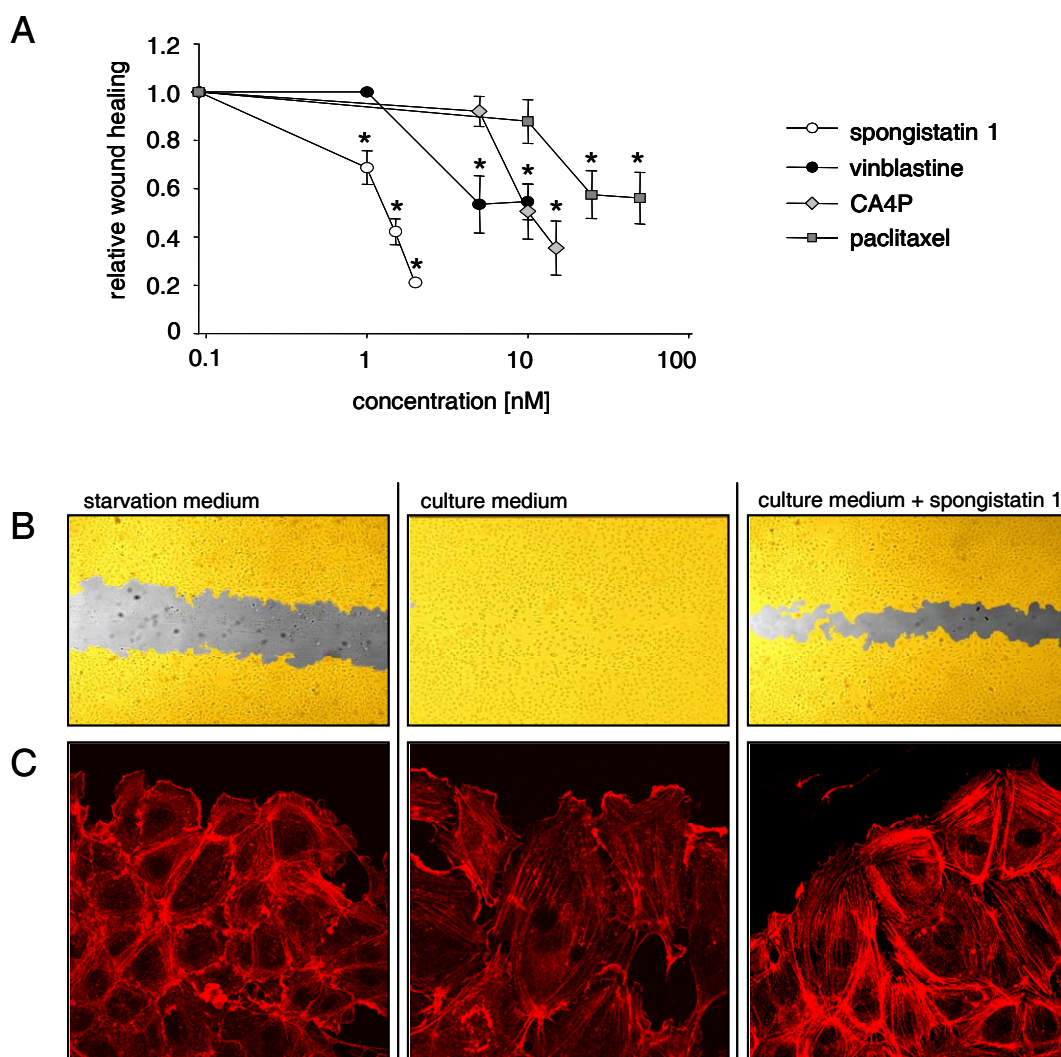 A
1.2
1.0
0.8
0.6
0.4
0.2
0
relative wound healing
* * * * * * * * *
0.1 1 10 100
concentration [nM]
spongistatin 1
vinblastine
CA4P
paclitaxel
starvation medium
culture medium
culture medium + spongistatin 1
B
C